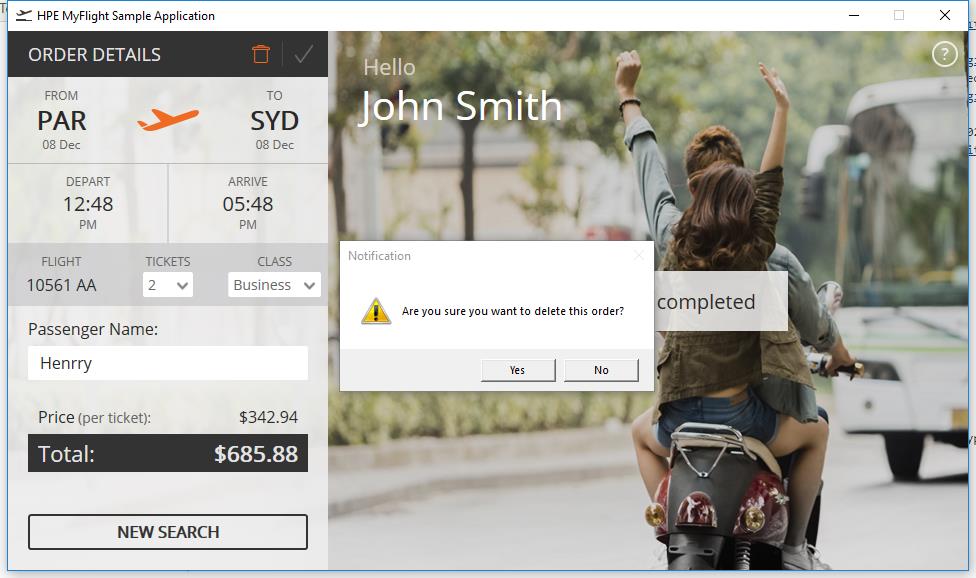 HPE MyFlight Sample Application
ORDER DETAILS
?
Hello
John Smith
FROM TO
PAR SYD
08 Dec 08 Dec
DEPART ARRIVE
12:48 05:48
PM PM
FLIGHT TICKETS CLASS
10561 AA 2 Business
Notification
Are you sure you want to delete this order?
Yes No
completed
Passenger Name:
Henrry
Price (per ticket): $342.94
Total: $685.88
NEW SEARCH